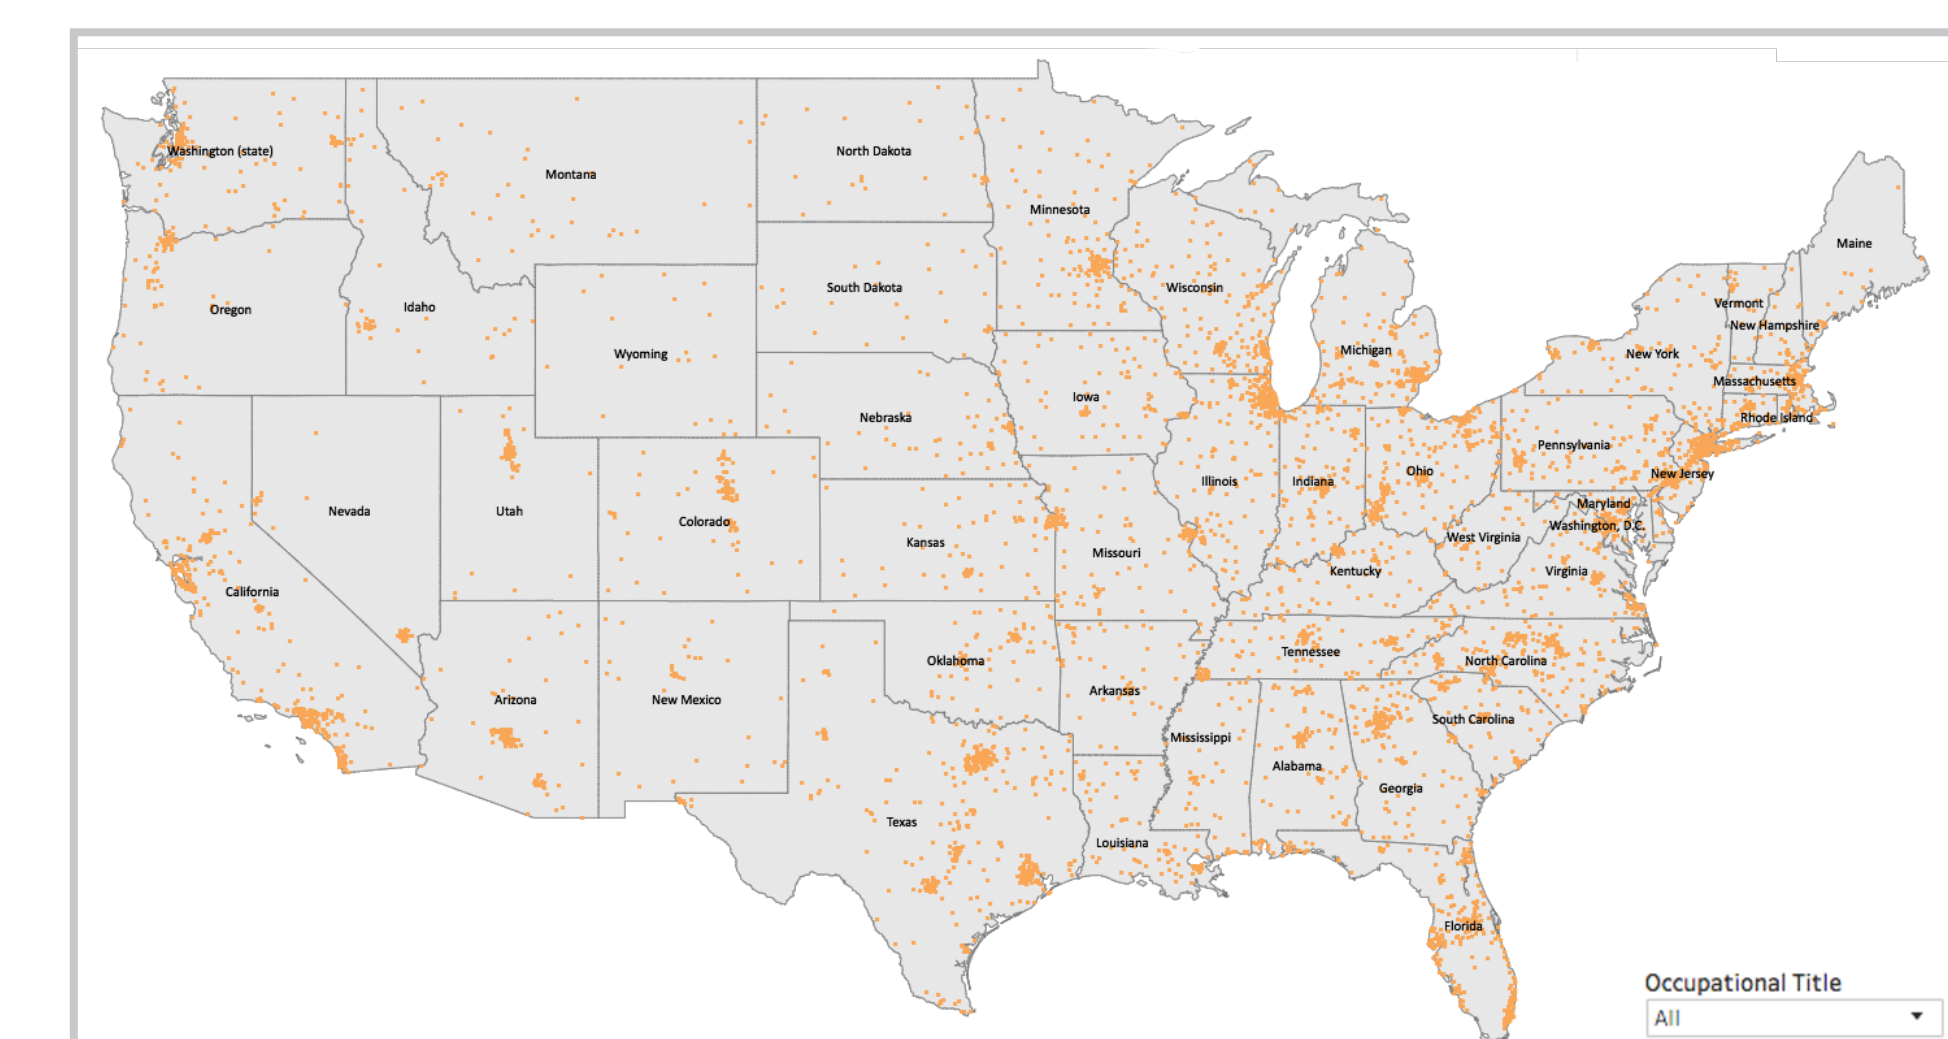 Washington (state)
North Dakota
Montana
Minnesota
Maine
Oregon
Idaho
South Dakota
Wisconsin
Vermont
New Hampshire
Wyoming
Michigan
New York
Massachusetts
Iowa
Nebraska
Rhode Island
Pennsylvania
Ohio
New Jersey
Illinois
Indiana
Nevada
Utah
Colorado
Maryland
Washington, D.C.
West Virginia
Kansas
Missouri
Kentucky
Virginia
California
Tennessee
North Carolina
Oklahoma
Arkansas
Arizona
New Mexico
South Carolina
Mississippi
Alabama
Georgia
Texas
Louisiana
Florida
Occupational Title
All